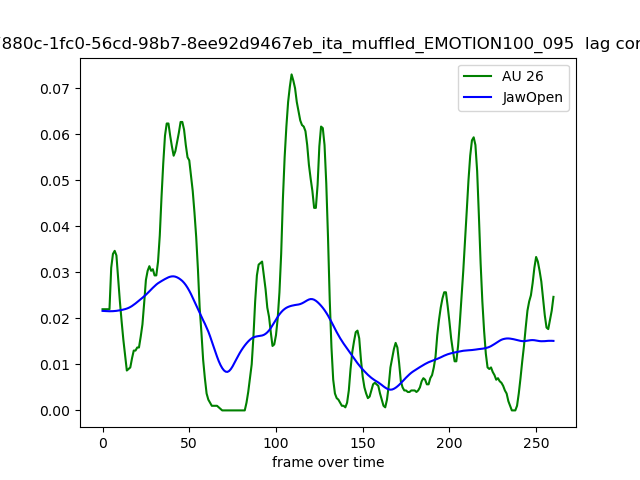 880c-1fc0-56cd-98b7-8ee92d9467eb_ita_muffled_EMOTION100_095 lag cor
AU 26
JawOpen
0.07
0.06
0.05
0.04
0.03
0.02
0.01
0.00
0 50 100 150 200 250
frame over time